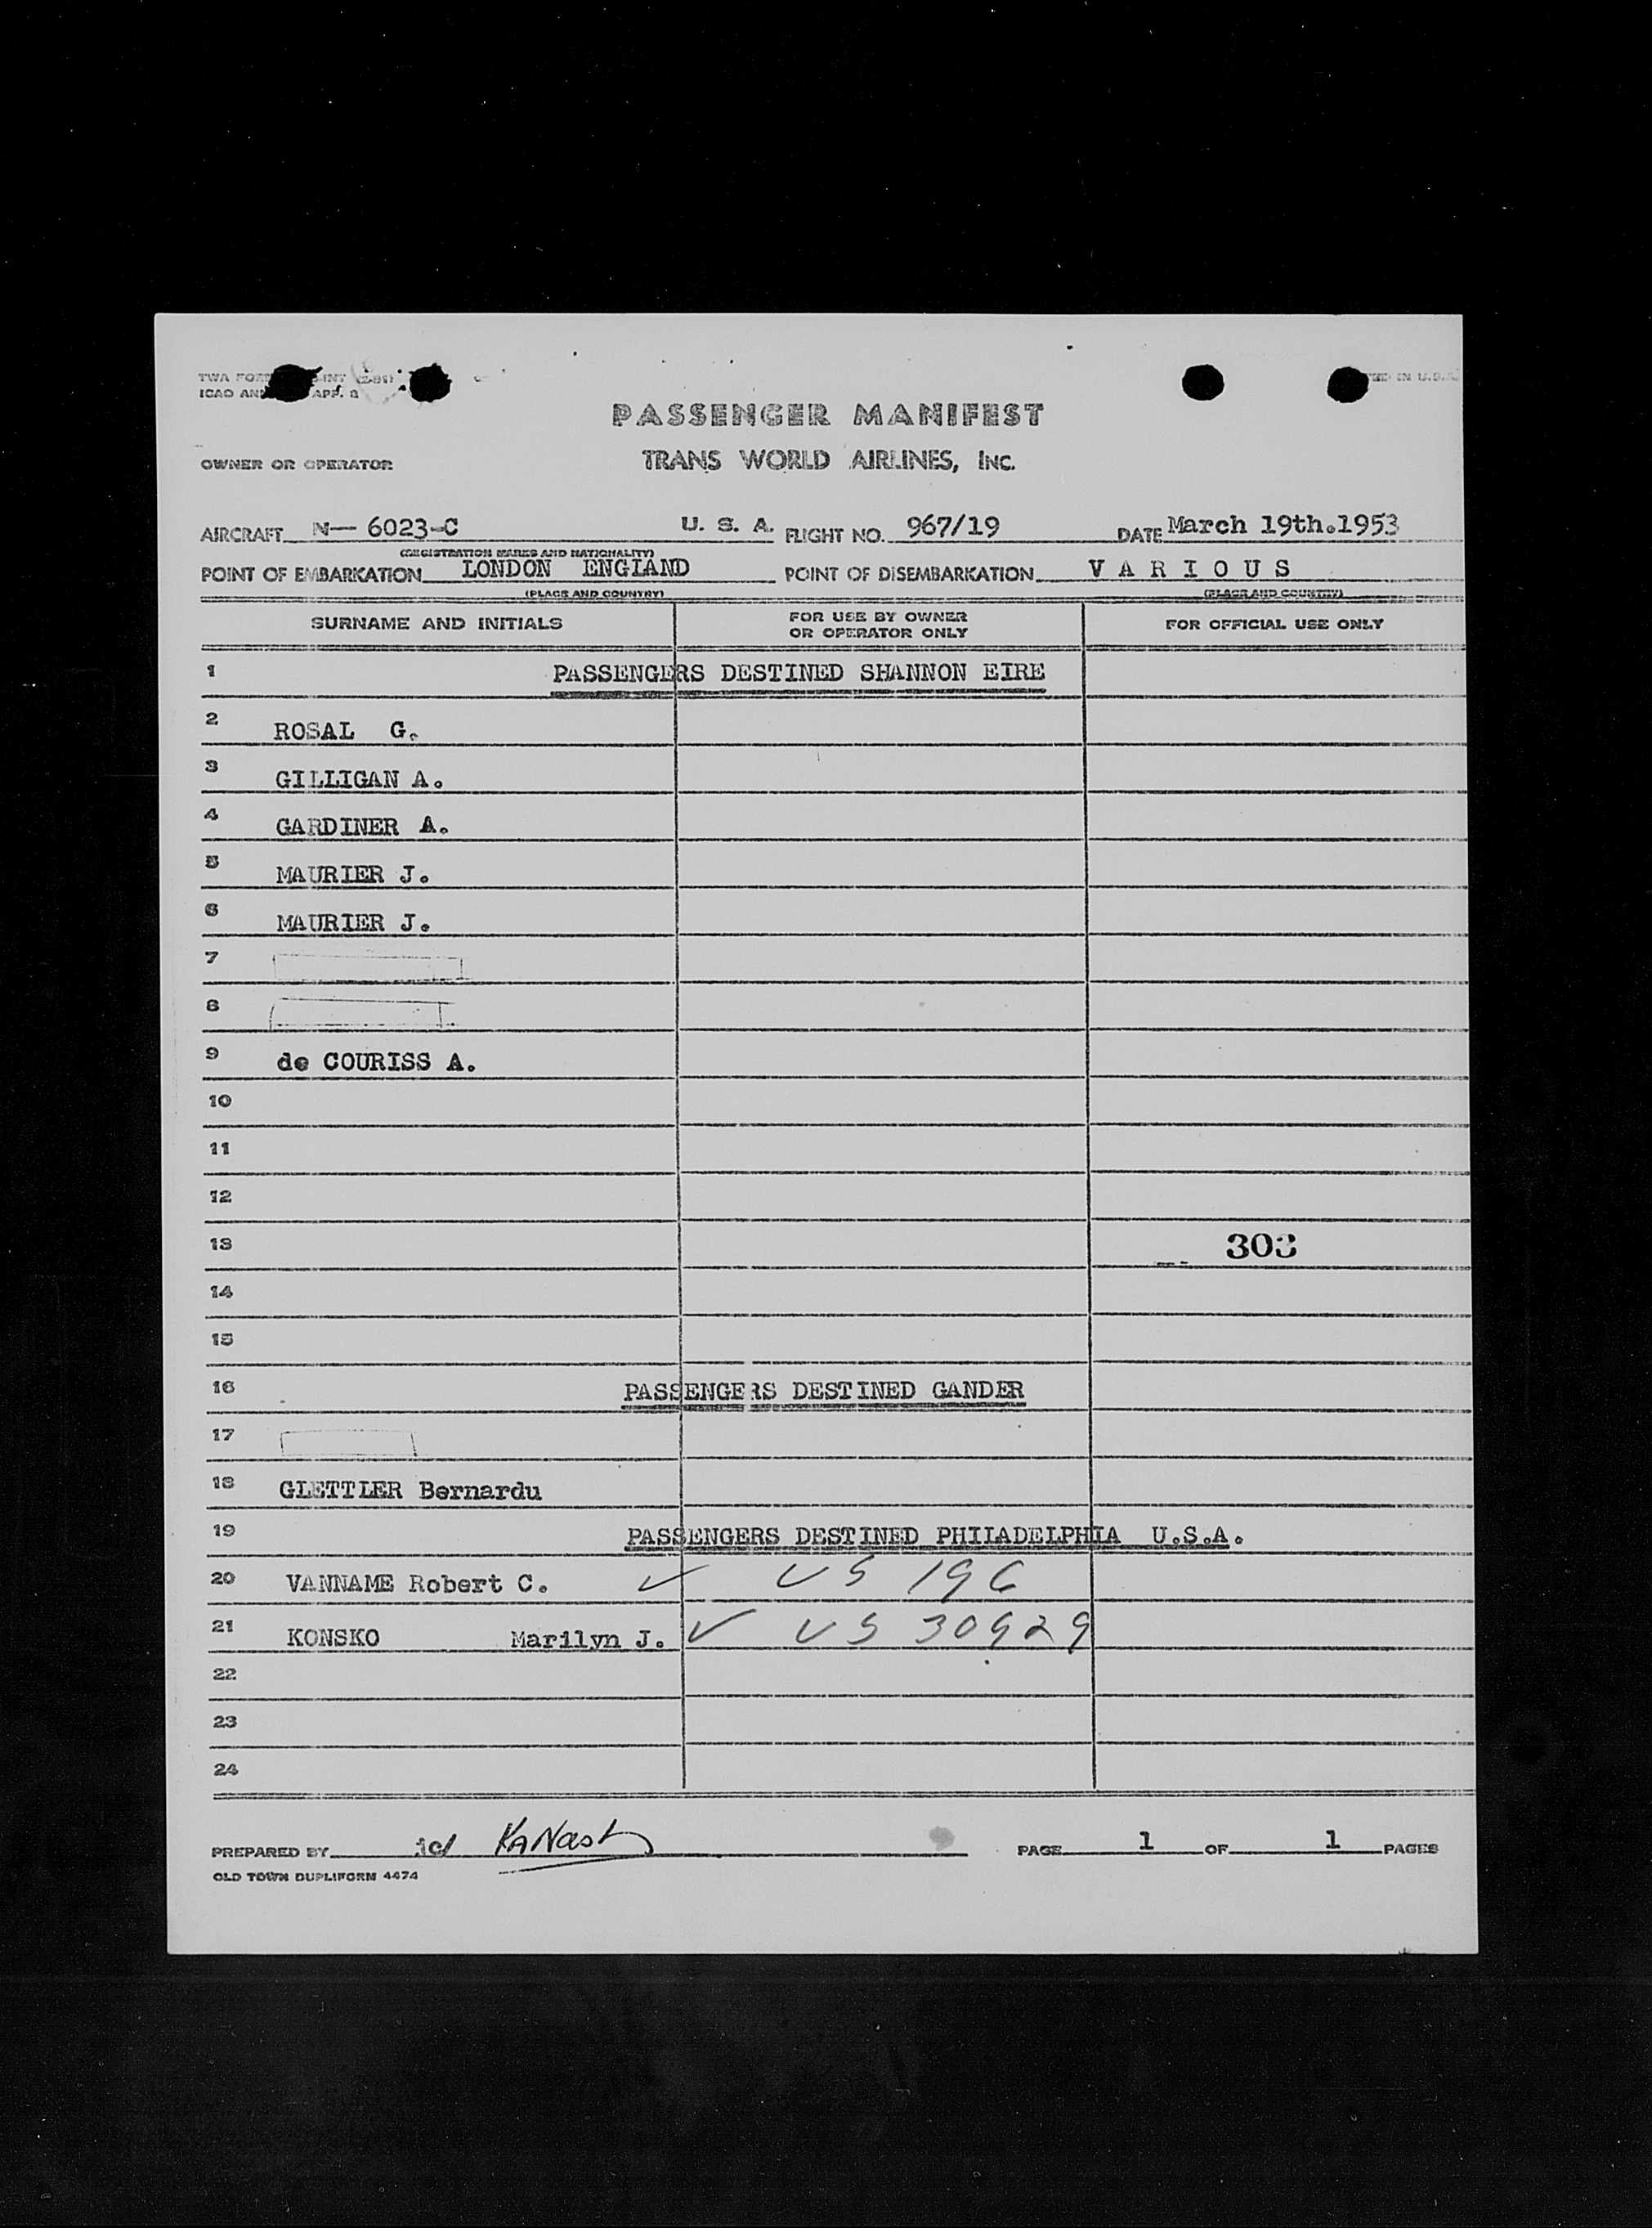 TWA FORM
ICAO APP. 2 IN U.S.A.
PASSENGER MANIFEST
OWNER OR OPERATOR TRANS WORLD AIRLINES, INC.
AIRCRAFT N— 6023-C U. S. A. FLIGHT NO. 967/19 DATE March 19th.1953
(REGISTRATION MARKS AND NATIONALITY)
POINT OF EMBARKATION LONDON ENGLAND POINT OF DISEMBARKATION V A R I O U S
(PLACE AND COUNTRY) (PLACE AND COUNTRY)
SURNAME AND INITIALS FOR USE BY OWNER OR OPERATOR ONLY FOR OFFICIAL USE ONLY
1 PASSENGERS DESTINED SHANNON EIRE
2 ROSAL G.
3 GILLIGAN A.
4 GARDINER A.
5 MAURIER J.
6 MAURIER J.
7
8
9 de COURISS A.
10
11
12
13 303
14
15
16 PASSENGERS DESTINED GANDER
17
18 GLETTLER Bernardu
19 PASSENGERS DESTINED PHILADELPHIA U.S.A.
20 VANNAME Robert C. ✓ US 196
21 KONSKO Marilyn J. ✓ US 30929
22
23
24
PREPARED BY KANash PAGE 1 OF 1 PAGES
OLD TOWN DUPLIFORM 4474